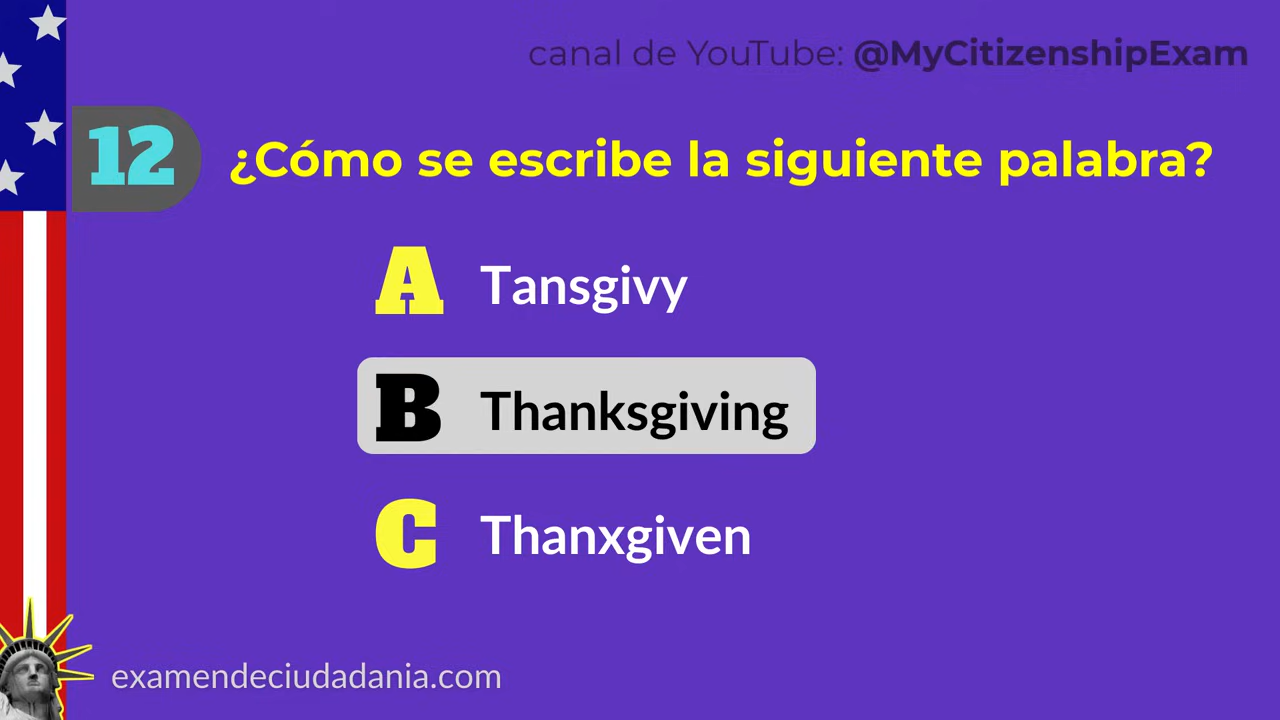 canal de YouTube: @MyCitizenshipExam
12 ¿Cómo se escribe la siguiente palabra?
A Tansgivy
B Thanksgiving
C Thanxgiven
examendeciudadania.com